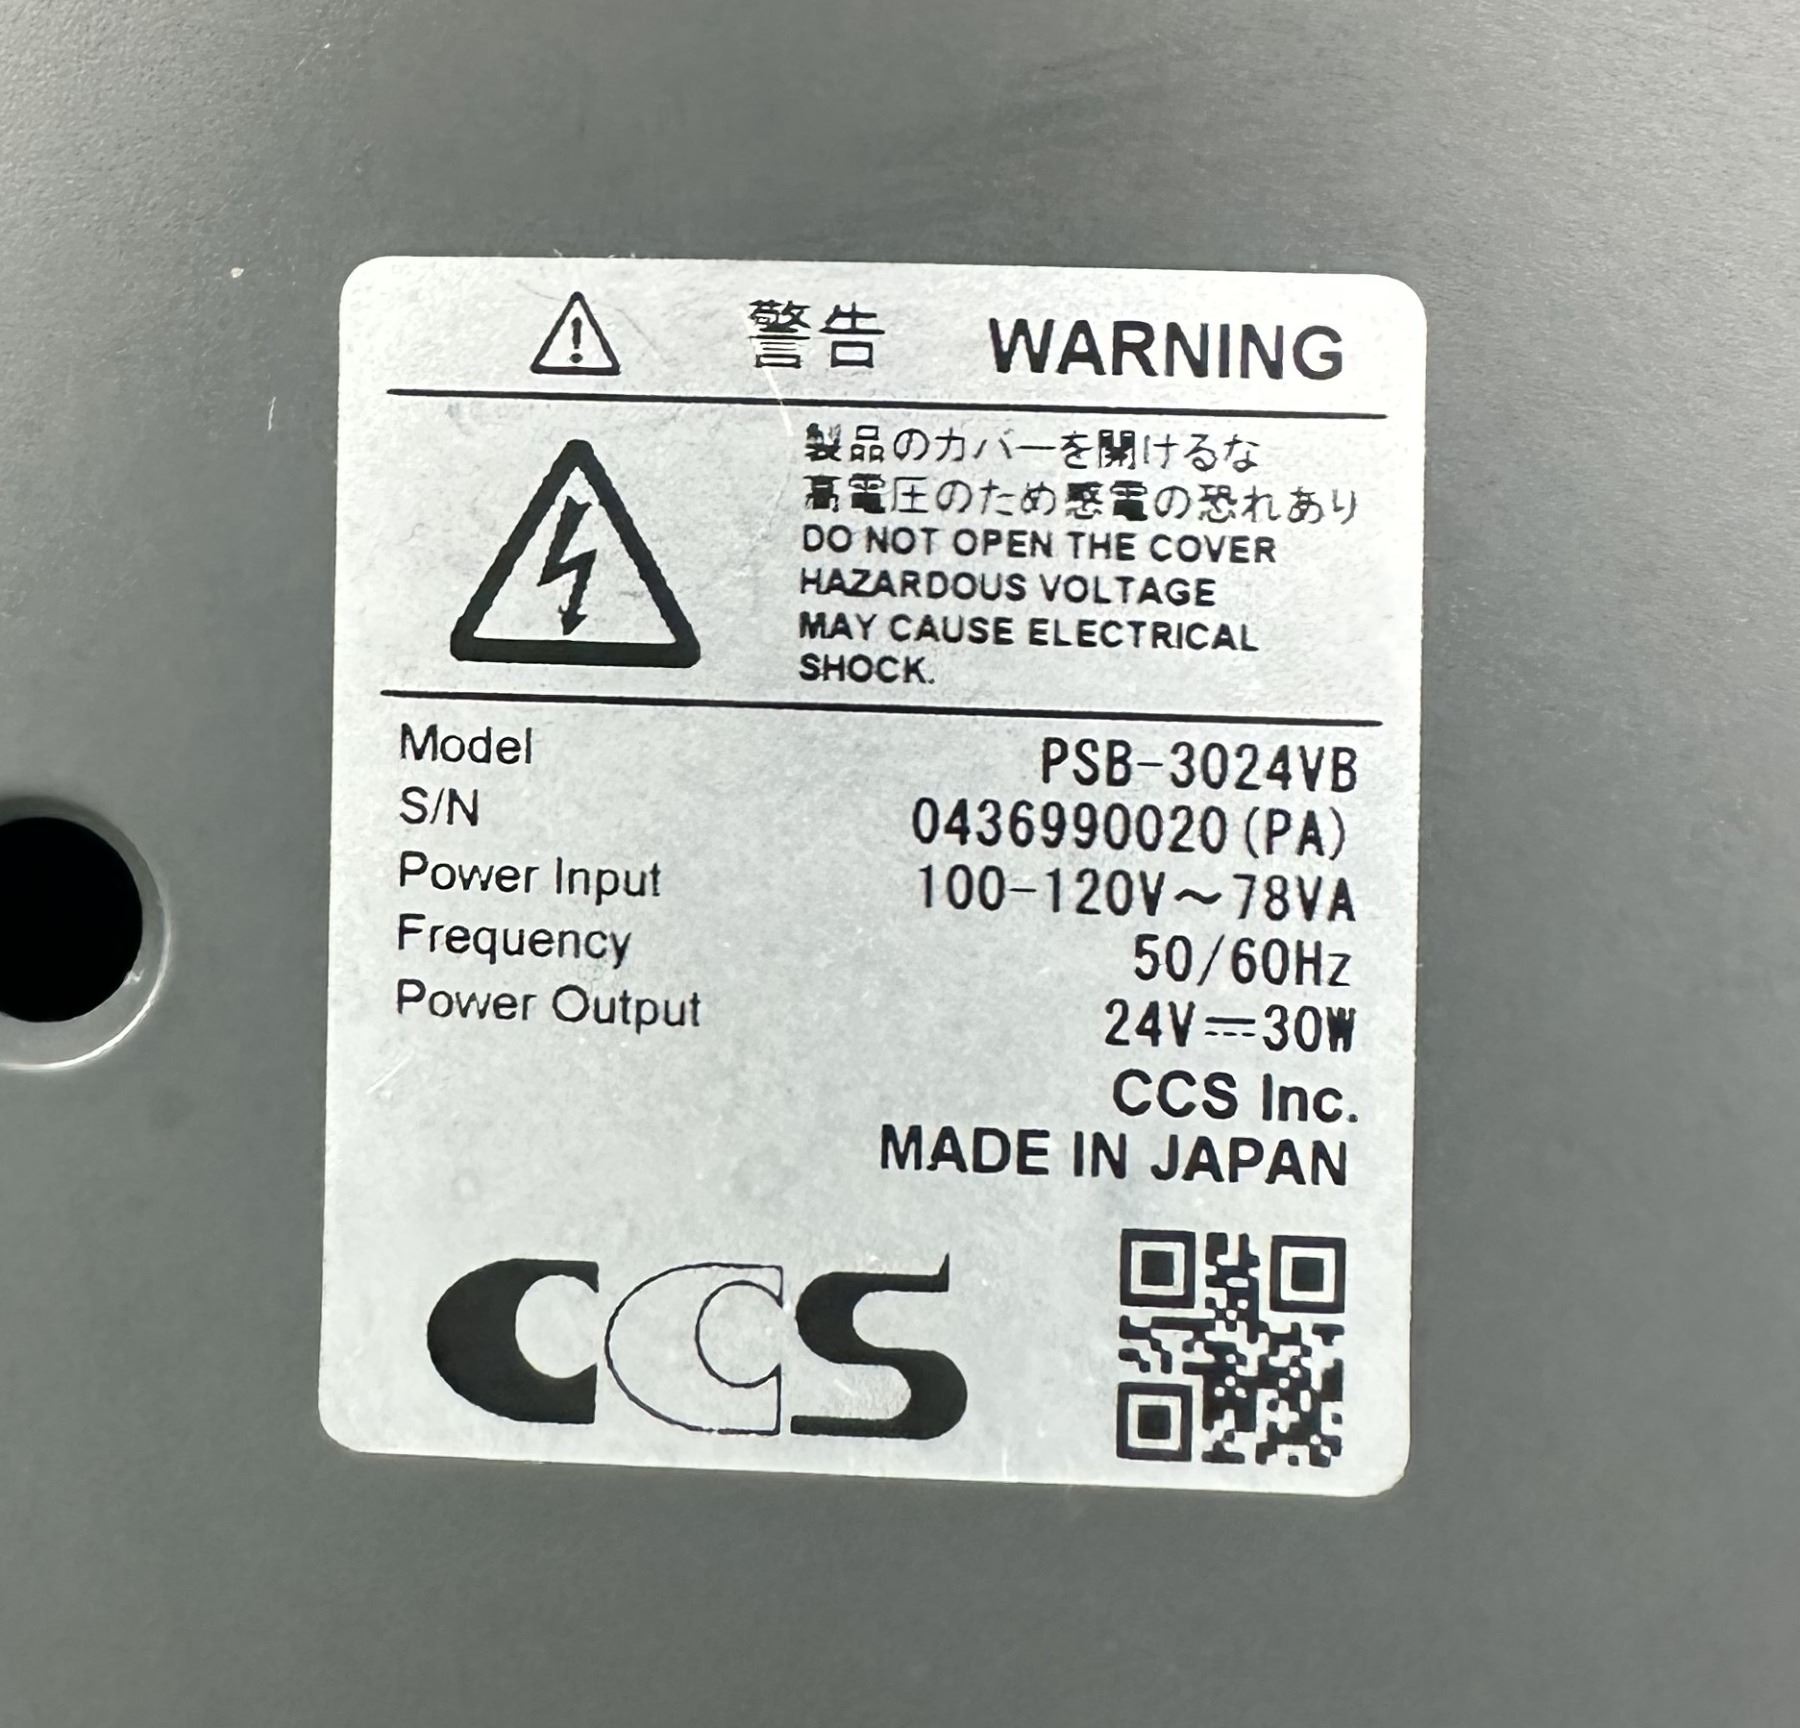 警告 WARNING
製品のカバーを開けるな
高電圧のため感電の恐れあり
DO NOT OPEN THE COVER
HAZARDOUS VOLTAGE
MAY CAUSE ELECTRICAL
SHOCK.
Model PSB-3024VB
S/N 0436990020(PA)
Power Input 100-120V～78VA
Frequency 50/60Hz
Power Output 24V⎓30W
CCS Inc.
MADE IN JAPAN
CCS